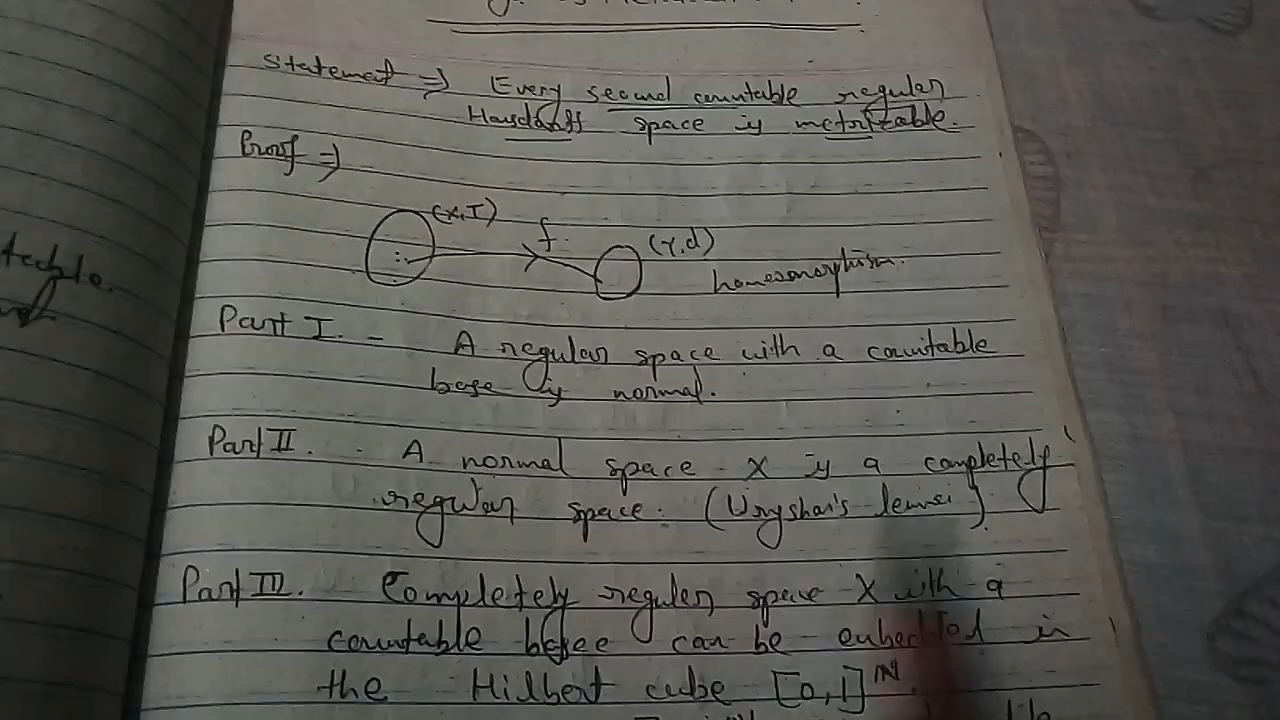 Statement ⇒ Every second countable regular
Hausdorff space is metrizable.
Proof ⇒
(X,T) f (Y,d)
homeomorphism.
Part I. - A regular space with a countable
base is normal.
Part II. - A normal space X is a completely
regular space. (Uryshon's lemma)
Part III. Completely regular space X with a
countable base can be embedded in
the Hilbert cube [0,1]^N.